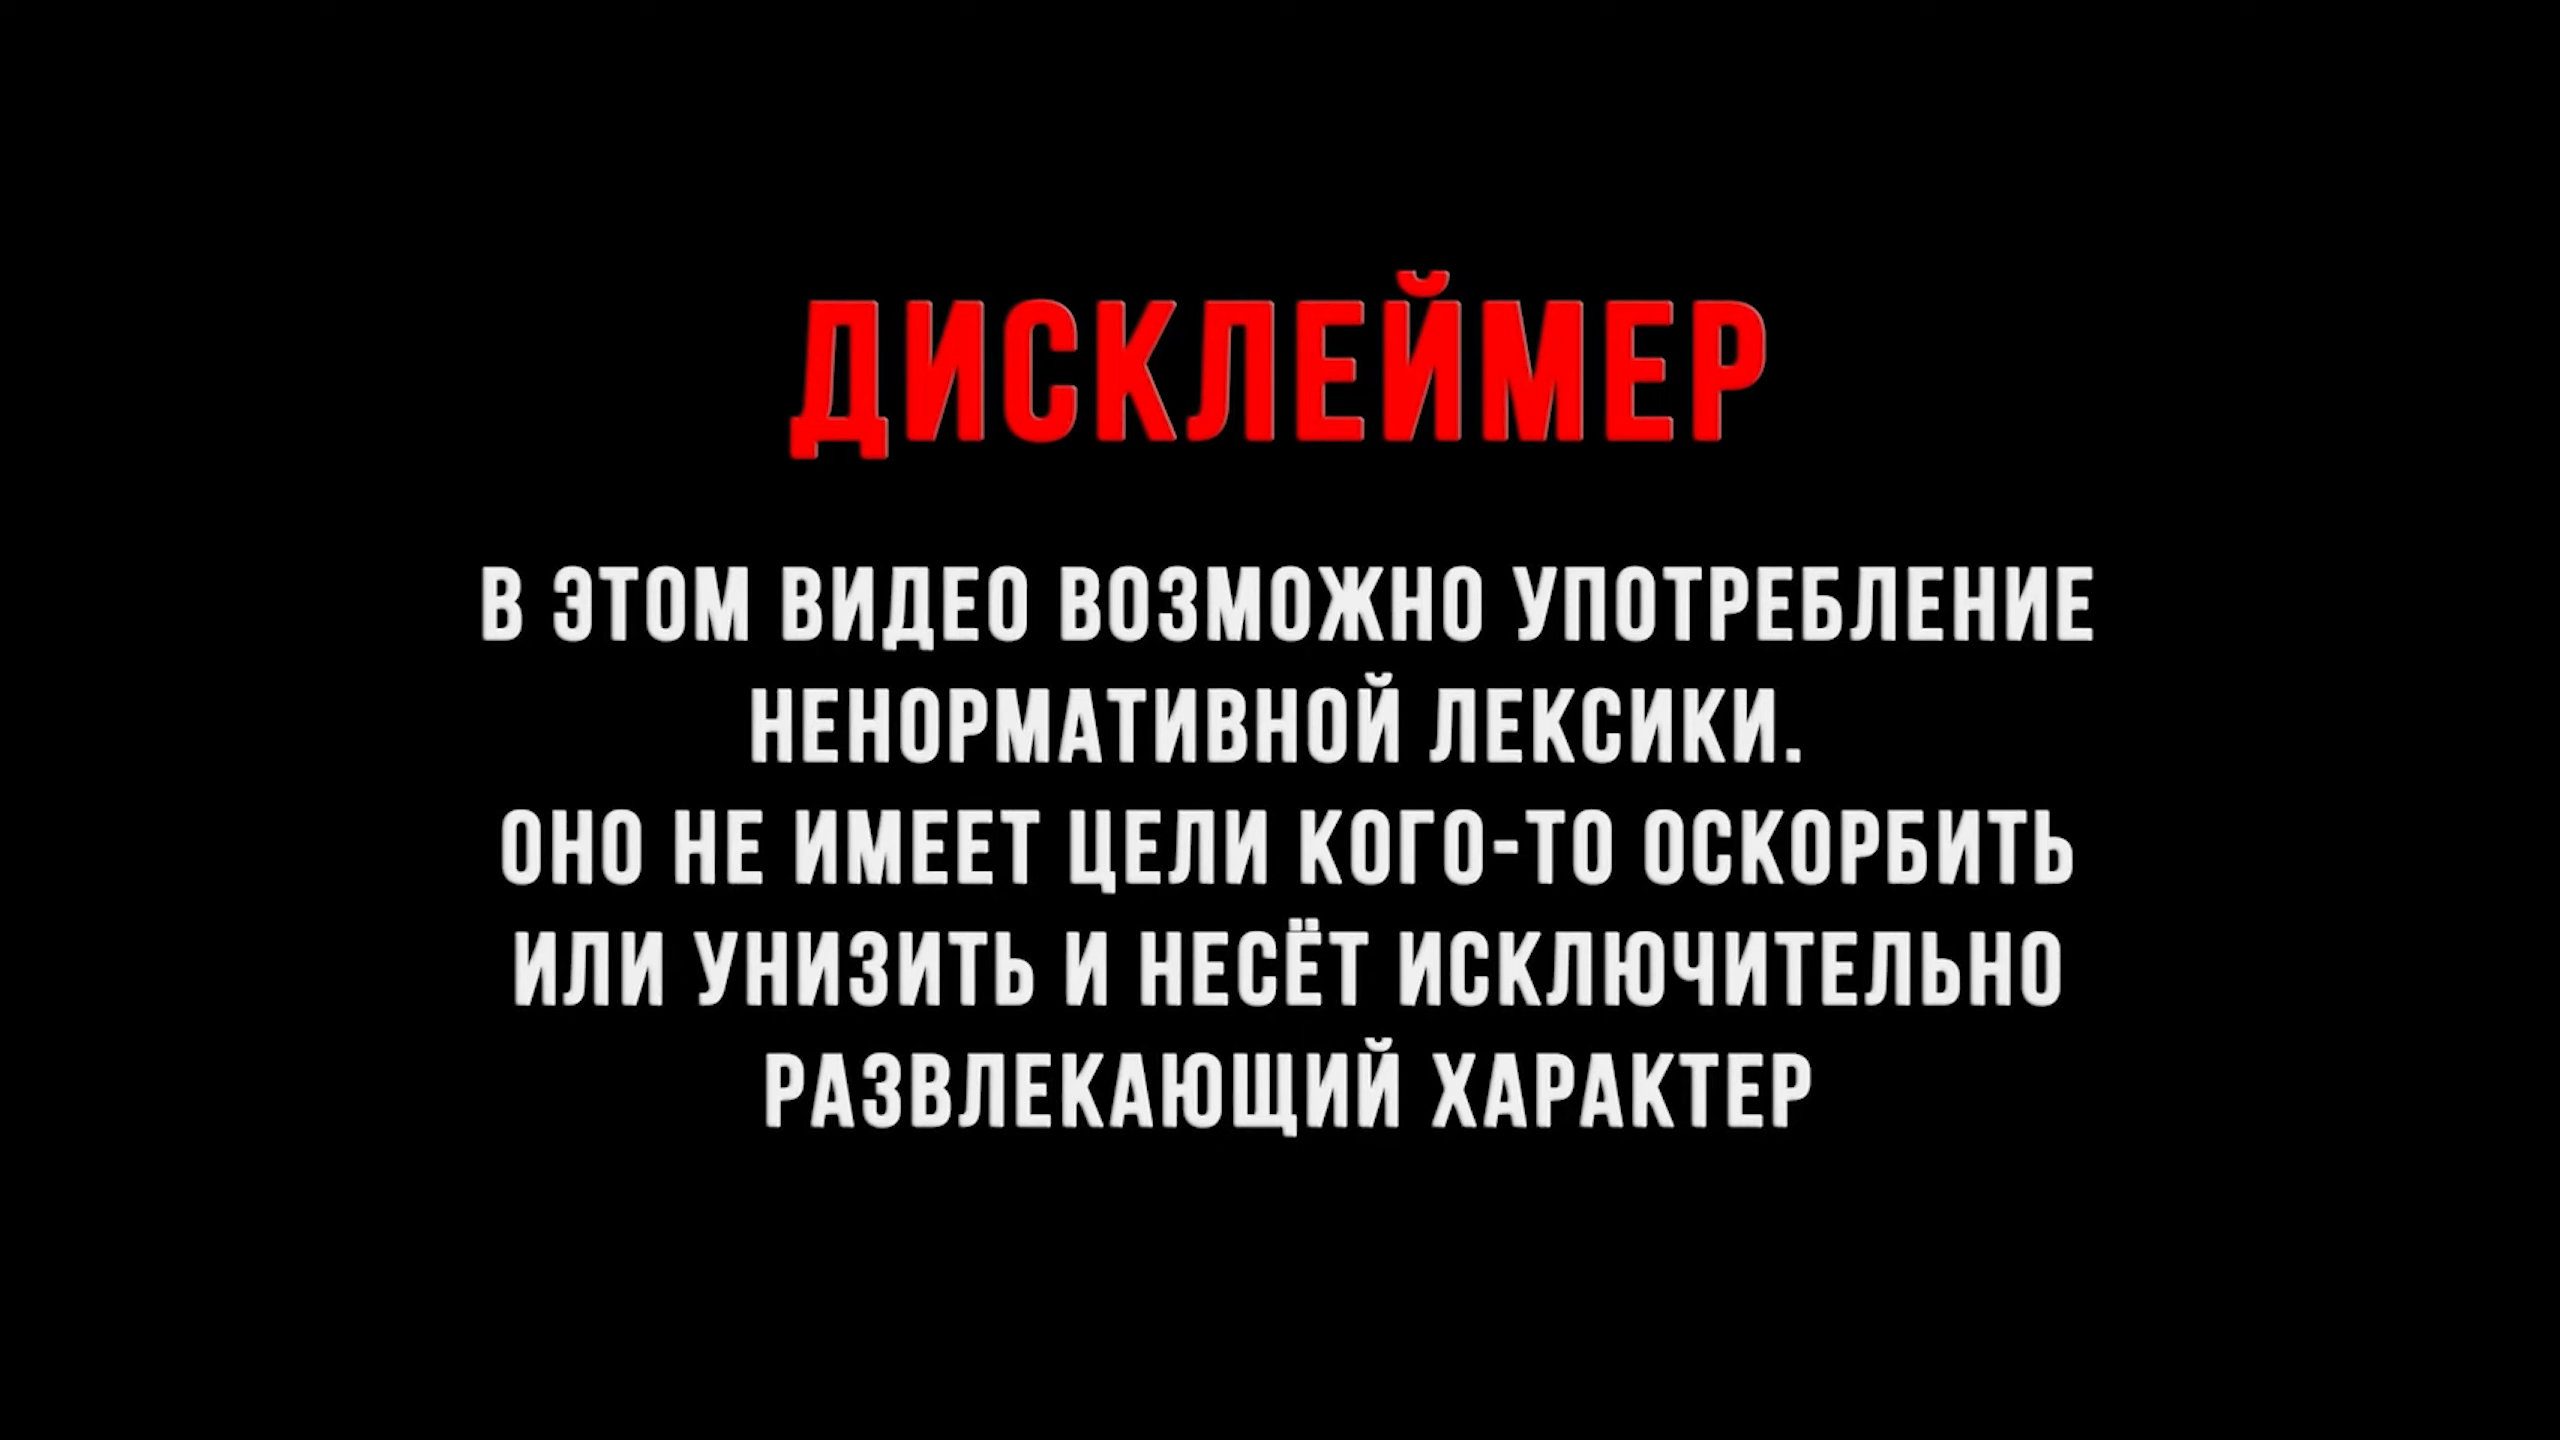 ДИСКЛЕЙМЕР
В ЭТОМ ВИДЕО ВОЗМОЖНО УПОТРЕБЛЕНИЕ
НЕНОРМАТИВНОЙ ЛЕКСИКИ.
ОНО НЕ ИМЕЕТ ЦЕЛИ КОГО-ТО ОСКОРБИТЬ
ИЛИ УНИЗИТЬ И НЕСЁТ ИСКЛЮЧИТЕЛЬНО
РАЗВЛЕКАЮЩИЙ ХАРАКТЕР